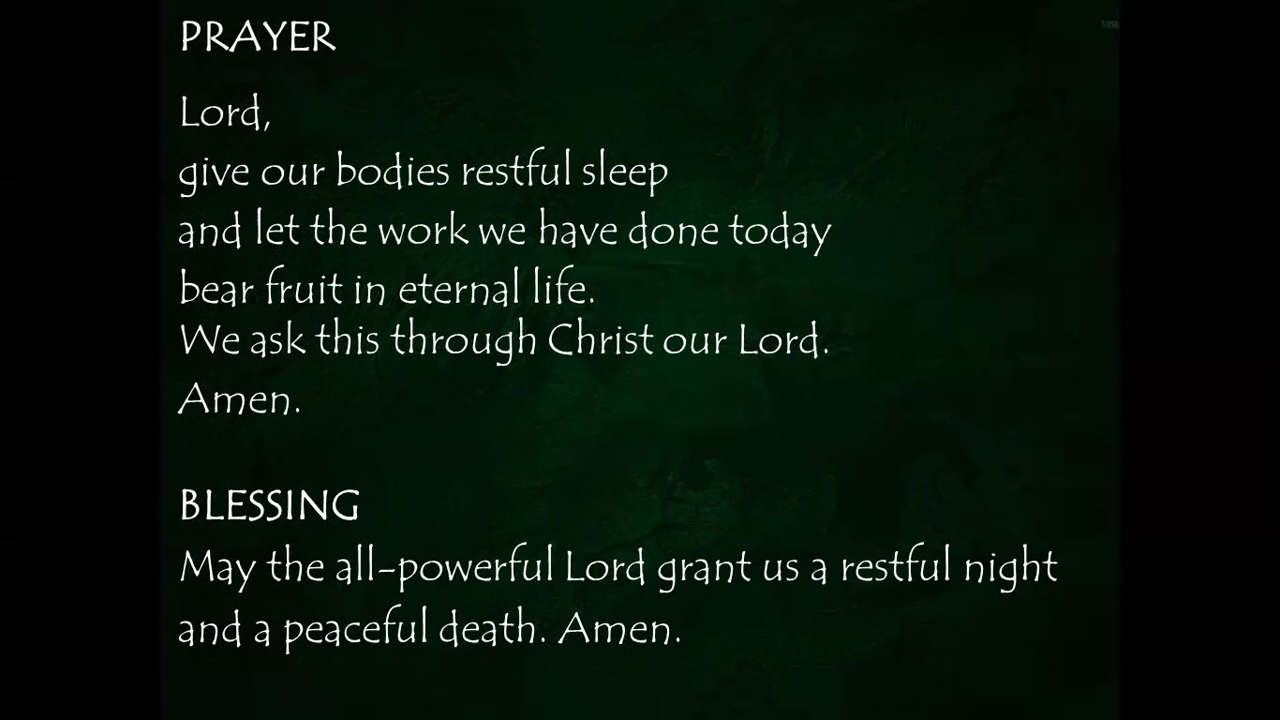 PRAYER
Lord,
give our bodies restful sleep
and let the work we have done today
bear fruit in eternal life.
We ask this through Christ our Lord.
Amen.
BLESSING
May the all-powerful Lord grant us a restful night
and a peaceful death. Amen.